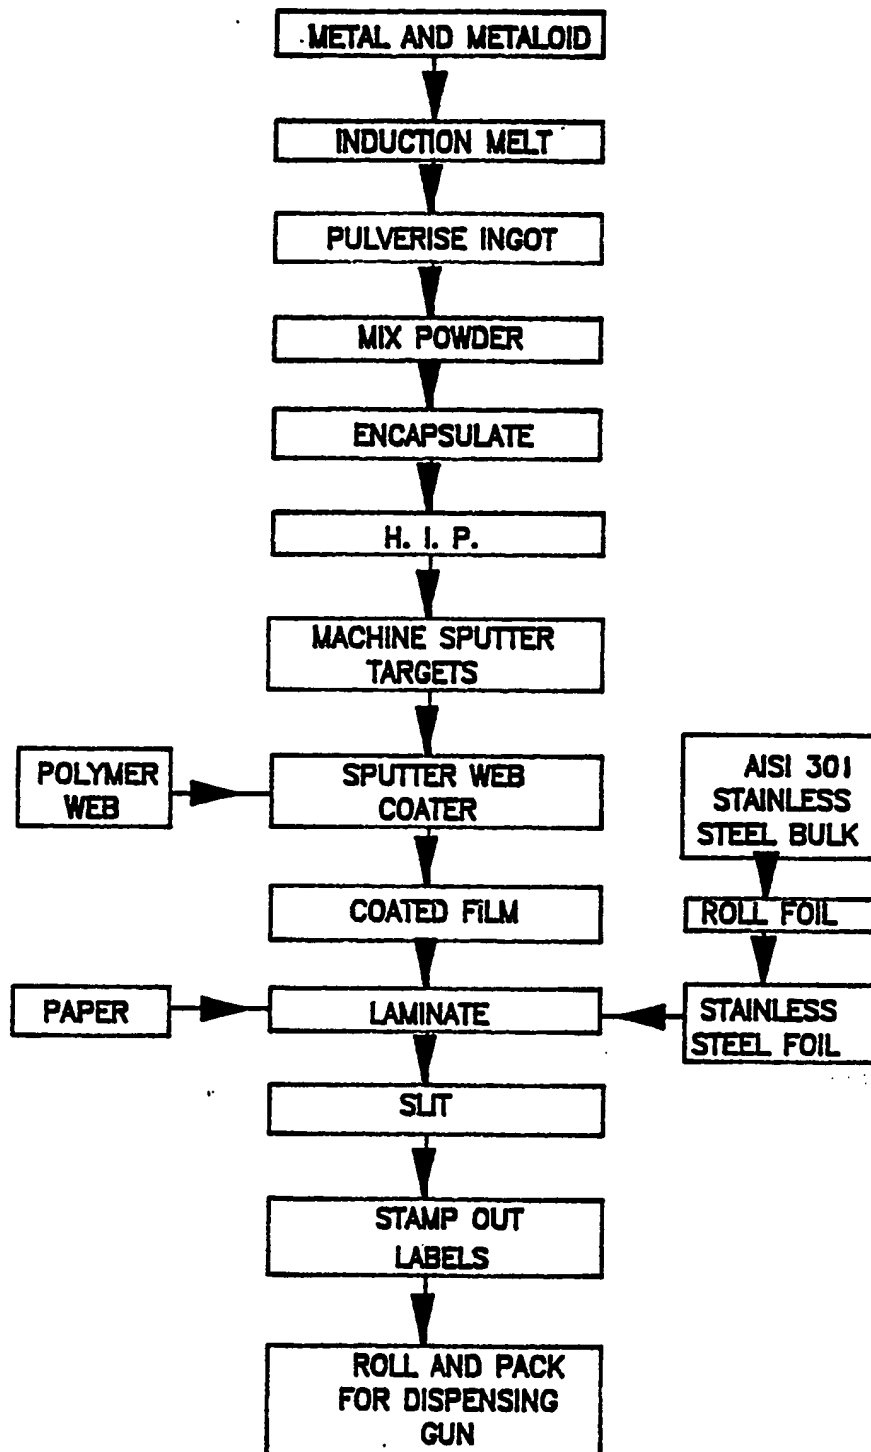 METAL AND METALOID
INDUCTION MELT
PULVERISE INGOT
MIX POWDER
ENCAPSULATE
H. I. P.
MACHINE SPUTTER
TARGETS
POLYMER
WEB
SPUTTER WEB
COATER
AISI 301
STAINLESS
STEEL BULK
COATED FILM
ROLL FOIL
PAPER
LAMINATE
STAINLESS
STEEL FOIL
SLIT
STAMP OUT
LABELS
ROLL AND PACK
FOR DISPENSING
GUN